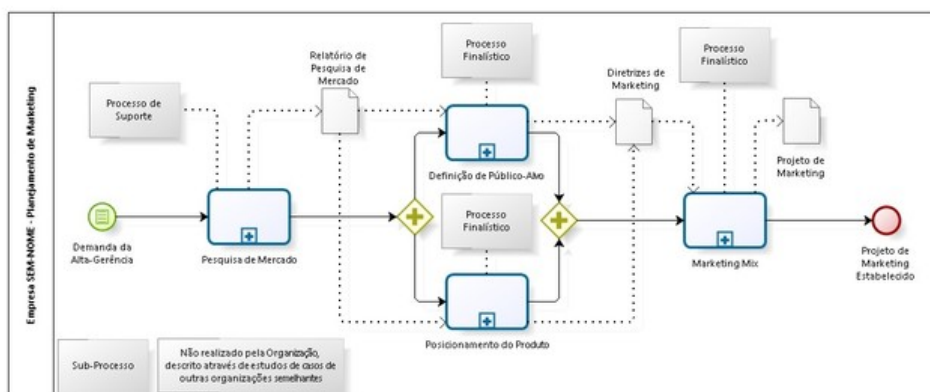 Empresa SEM-NOME - Planejamento de Marketing
Processo de
Suporte
Relatório de
Pesquisa de
Mercado
Processo
Finalístico
Diretrizes de
Marketing
Processo
Finalístico
Projeto de
Marketing
Definição de Público-Alvo
Processo
Finalístico
Demanda da
Alta-Gerência
Pesquisa de Mercado
Marketing Mix
Projeto de
Marketing
Estabelecido
Posicionamento do Produto
Sub-Processo
Não realizado pela Organização,
descrito através de estudos de casos de
outras organizações semelhantes